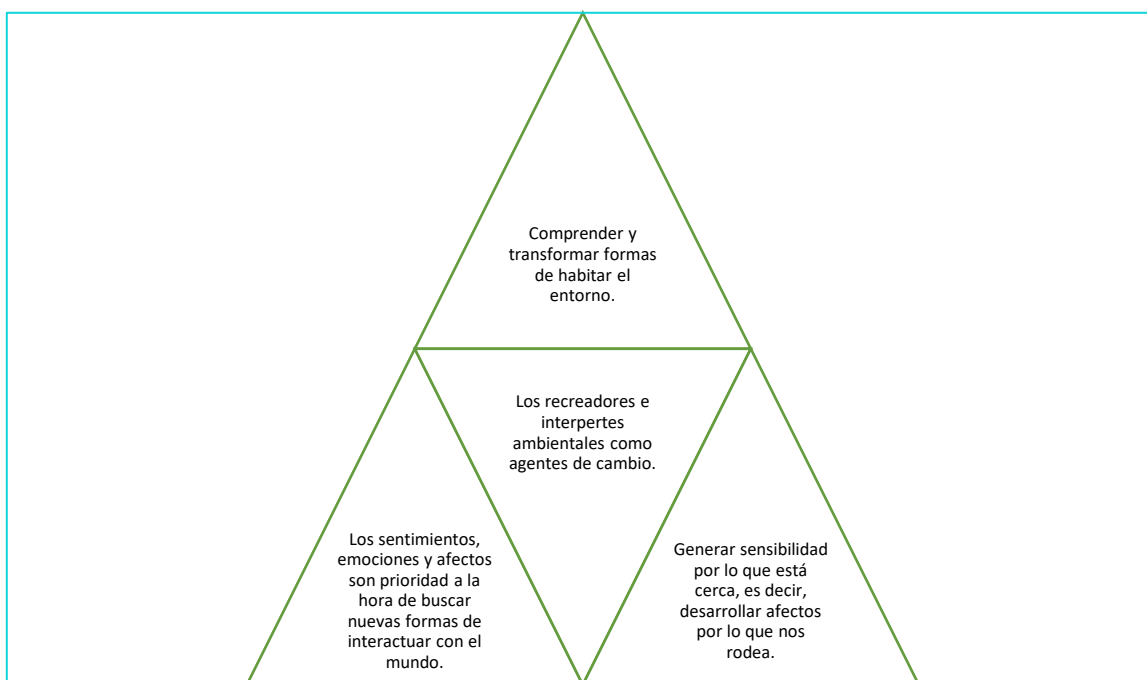 Comprender y
transformar formas
de habitar el
entorno.
Los recreadores e
interpertes
ambientales como
agentes de cambio.
Los sentimientos,
emociones y afectos
son prioridad a la
hora de buscar
nuevas formas de
interactuar con el
mundo.
Generar sensibilidad
por lo que está
cerca, es decir,
desarrollar afectos
por lo que nos
rodea.